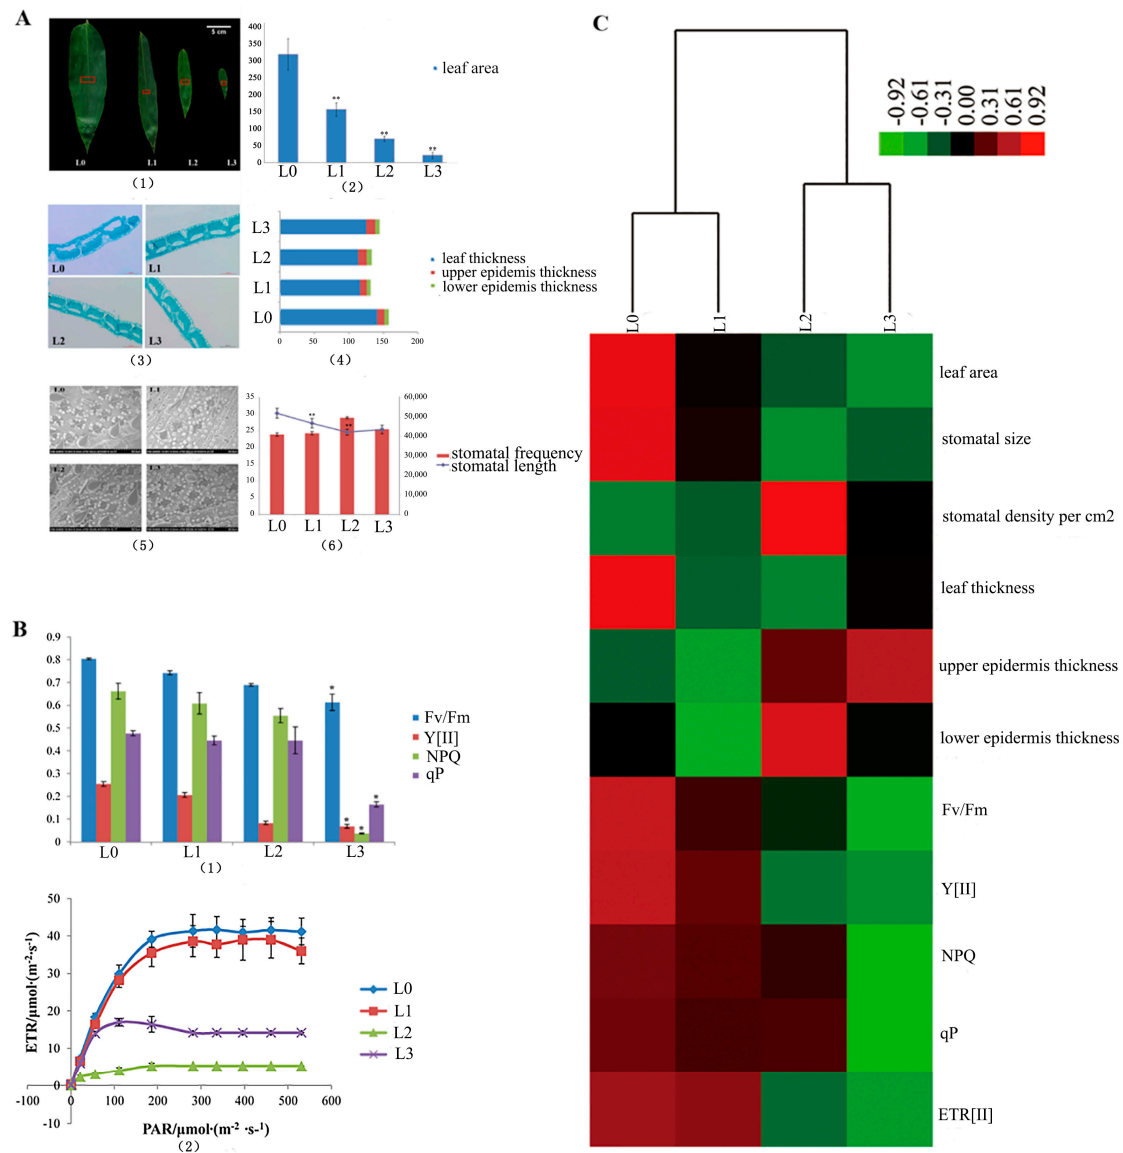 A
5 cm
L0 L1 L2 L3
(1)
400
350
300
250
200
150
100
50
0
**
**
**
leaf area
L0 L1 L2 L3
(2)
L0 L1
L2 L3
(3)
L3
L2
L1
L0
0 50 100 150 200
leaf thickness
upper epidemis thickness
lower epidemis thickness
(4)
L0 L1
L2 L3
(5)
35
30
25
20
15
10
5
0
60,000
50,000
40,000
30,000
20,000
10,000
0
**
**
stomatal frequency
stomatal length
L0 L1 L2 L3
(6)
B
0.9
0.8
0.7
0.6
0.5
0.4
0.3
0.2
0.1
0
*
*
*
*
Fv/Fm
Y[II]
NPQ
qP
L0 L1 L2 L3
(1)
ETR/μmol·(m-2·s-1)
50
40
30
20
10
0
-10
-100 0 100 200 300 400 500 600
PAR/μmol·(m-2 ·s-1)
L0
L1
L2
L3
(2)
C
-0.92
-0.61
-0.31
0.00
0.31
0.61
0.92
L0 L1 L2 L3
leaf area
stomatal size
stomatal density per cm2
leaf thickness
upper epidermis thickness
lower epidermis thickness
Fv/Fm
Y[II]
NPQ
qP
ETR[II]